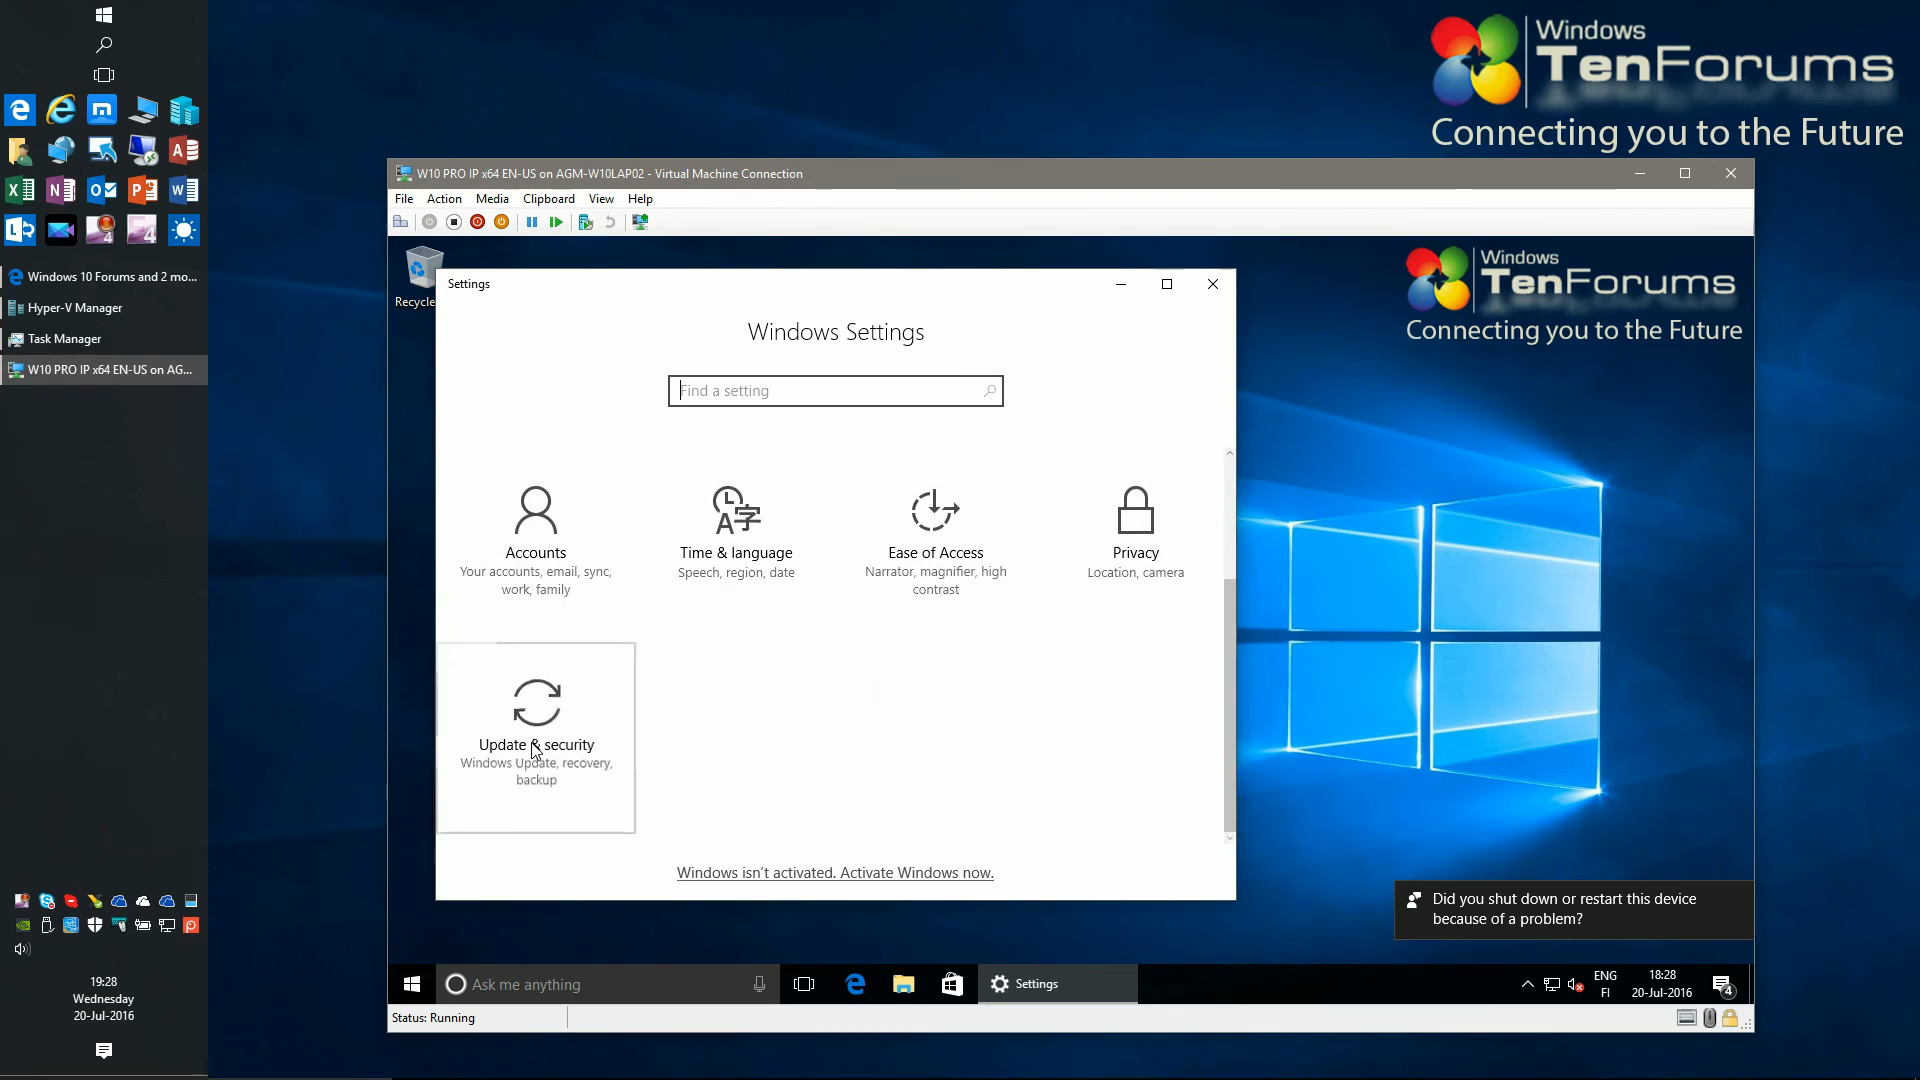 Windows
TenForums
Connecting you to the Future
Windows 10 Forums and 2 mo...
Hyper-V Manager
Task Manager
W10 PRO IP x64 EN-US on AG...
19:28
Wednesday
20-Jul-2016
W10 PRO IP x64 EN-US on AGM-W10LAP02 - Virtual Machine Connection
File Action Media Clipboard View Help
Recycle
Windows
TenForums
Connecting you to the Future
Settings
Windows Settings
Find a setting
Accounts
Your accounts, email, sync,
work, family
Time & language
Speech, region, date
Ease of Access
Narrator, magnifier, high
contrast
Privacy
Location, camera
Update & security
Windows Update, recovery,
backup
Windows isn't activated. Activate Windows now.
Did you shut down or restart this device
because of a problem?
Ask me anything
Settings
ENG
FI
18:28
20-Jul-2016
4
Status: Running